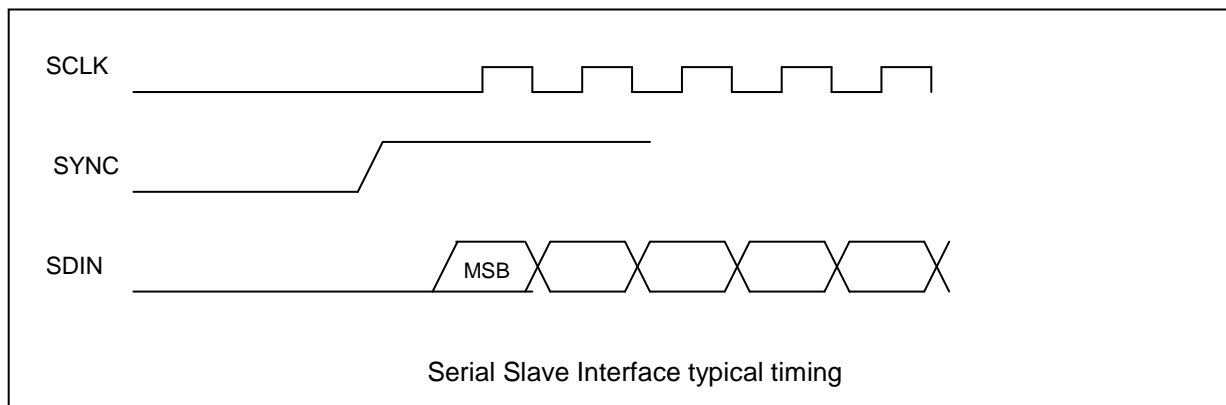 SCLK
SYNC
SDIN
MSB
Serial Slave Interface typical timing